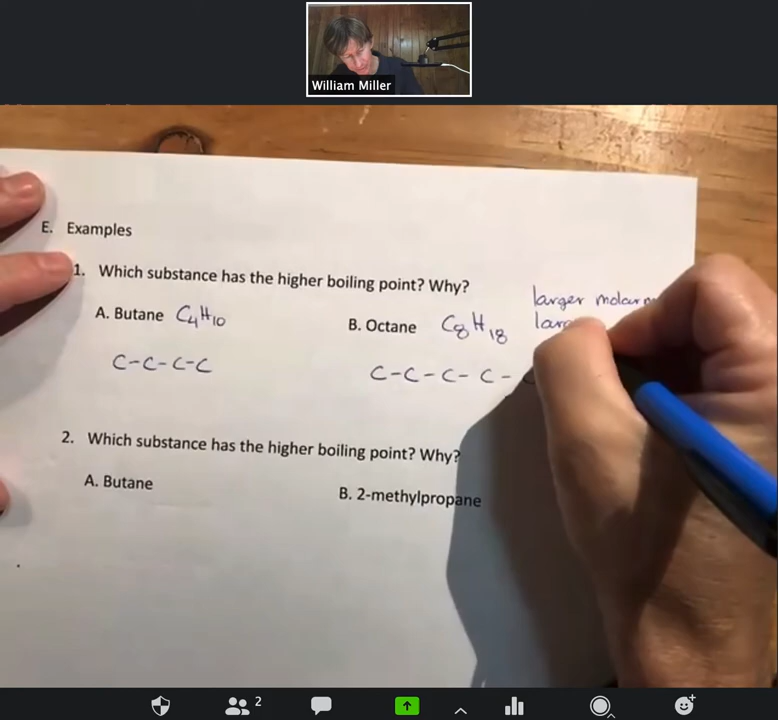 William Miller
E. Examples
1. Which substance has the higher boiling point? Why?
larger molar
A. Butane C4H10
B. Octane C8H18
C-C-C-C
C-C-C-C-
2. Which substance has the higher boiling point? Why?
A. Butane
B. 2-methylpropane
2